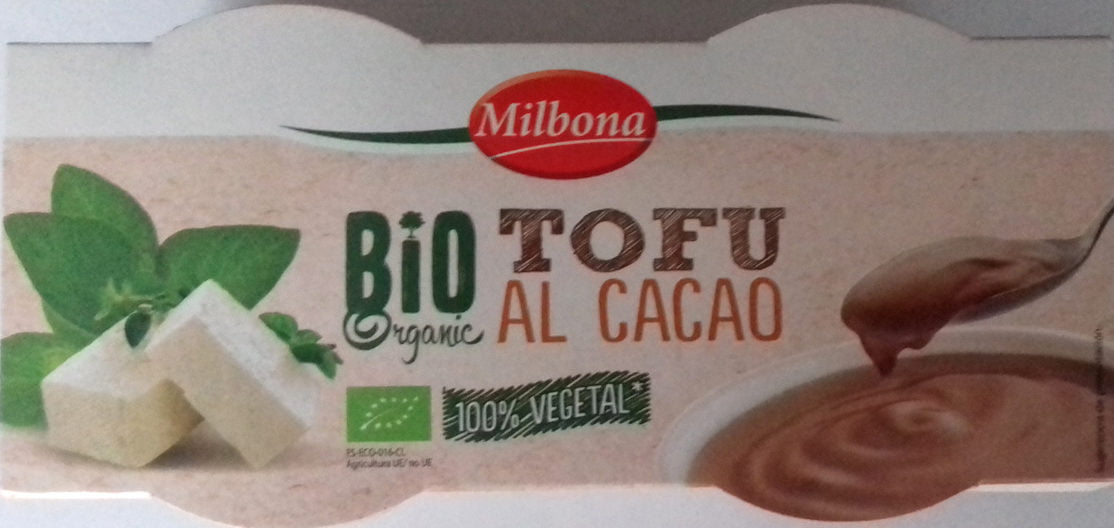 Milbona
BIO
Organic
TOFU
AL CACAO
100% VEGETAL*
ES-ECO-016-CL
Agricultura UE/ no UE